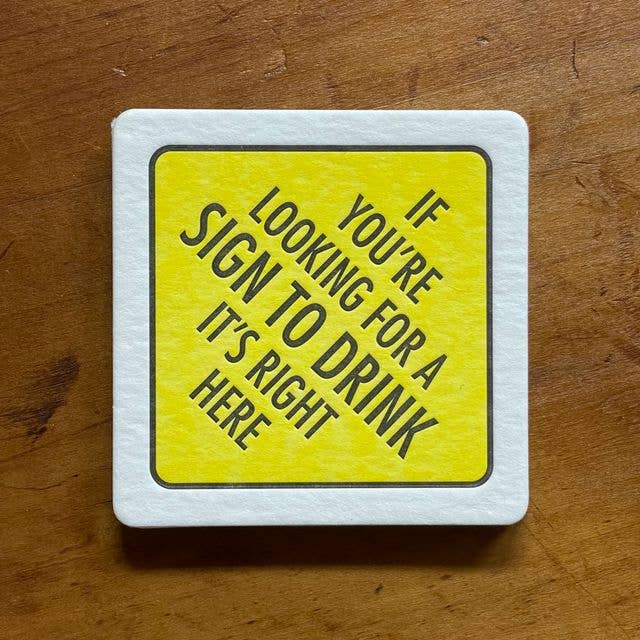 IF
YOU'RE
LOOKING FOR A
SIGN TO DRINK
IT'S RIGHT
HERE